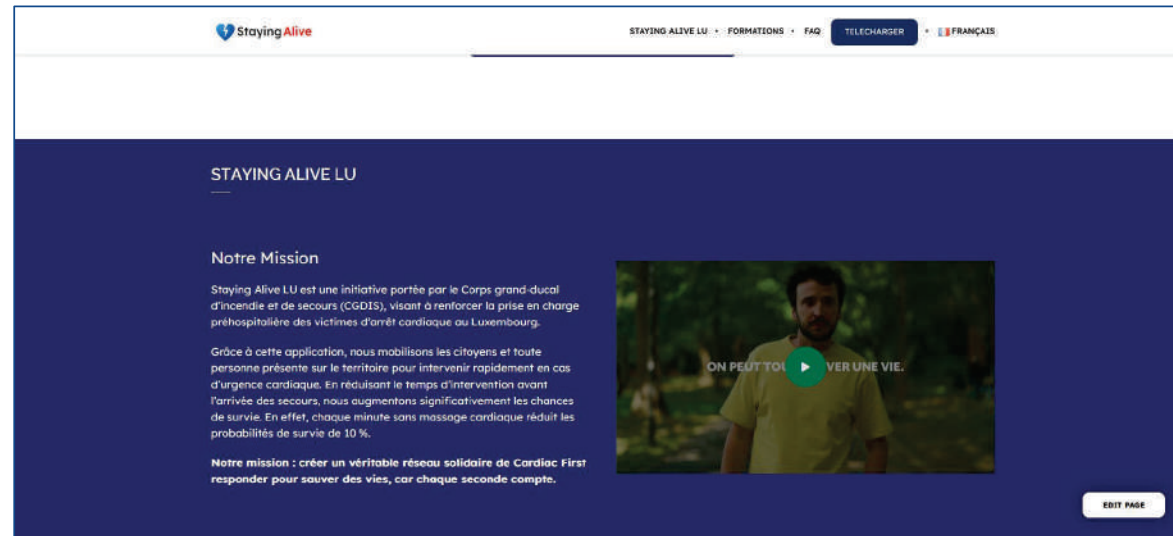 Staying Alive
STAYING ALIVE LU • FORMATIONS • FAQ TELECHARGER • FRANÇAIS
STAYING ALIVE LU
Notre Mission
Staying Alive LU est une initiative portée par le Corps grand-ducal
d'incendie et de secours (CGDIS), visant à renforcer la prise en charge
préhospitalière des victimes d'arrêt cardiaque au Luxembourg.
Grâce à cette application, nous mobilisons les citoyens et toute
personne présente sur le territoire pour intervenir rapidement en cas
d'urgence cardiaque. En réduisant le temps d'intervention avant
l'arrivée des secours, nous augmentons significativement les chances
de survie. En effet, chaque minute sans massage cardiaque réduit les
probabilités de survie de 10 %.
Notre mission : créer un véritable réseau solidaire de Cardiac First
responder pour sauver des vies, car chaque seconde compte.
ON PEUT TOU VER UNE VIE.
EDIT PAGE